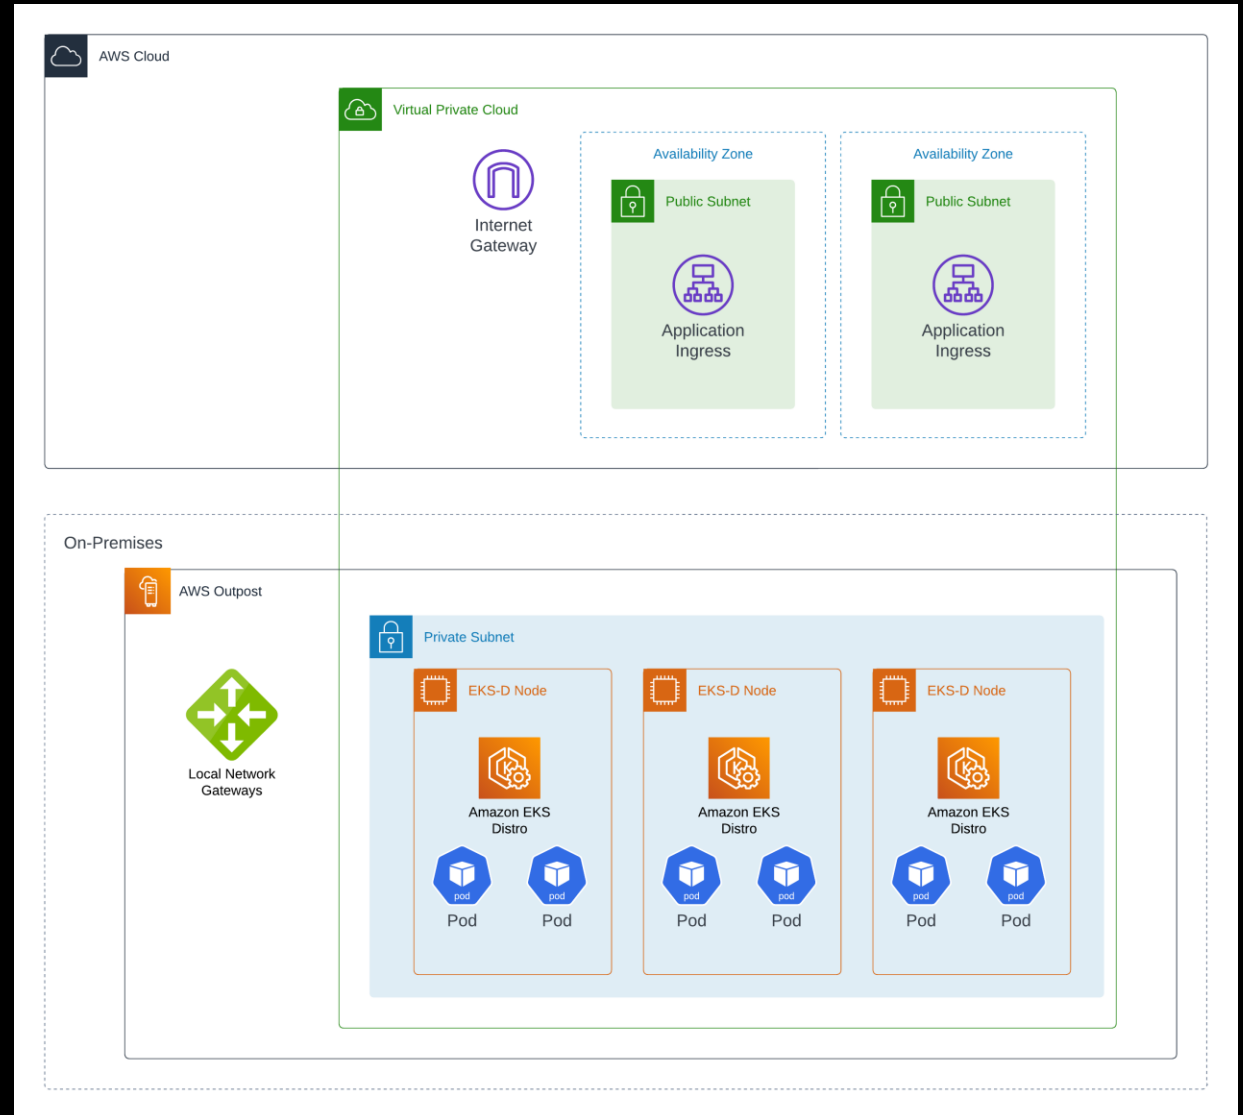 AWS Cloud
Virtual Private Cloud
Internet
Gateway
Availability Zone
Public Subnet
Application
Ingress
Availability Zone
Public Subnet
Application
Ingress
On-Premises
AWS Outpost
Local Network
Gateways
Private Subnet
EKS-D Node
Amazon EKS
Distro
pod
Pod
pod
Pod
EKS-D Node
Amazon EKS
Distro
pod
Pod
pod
Pod
EKS-D Node
Amazon EKS
Distro
pod
Pod
pod
Pod